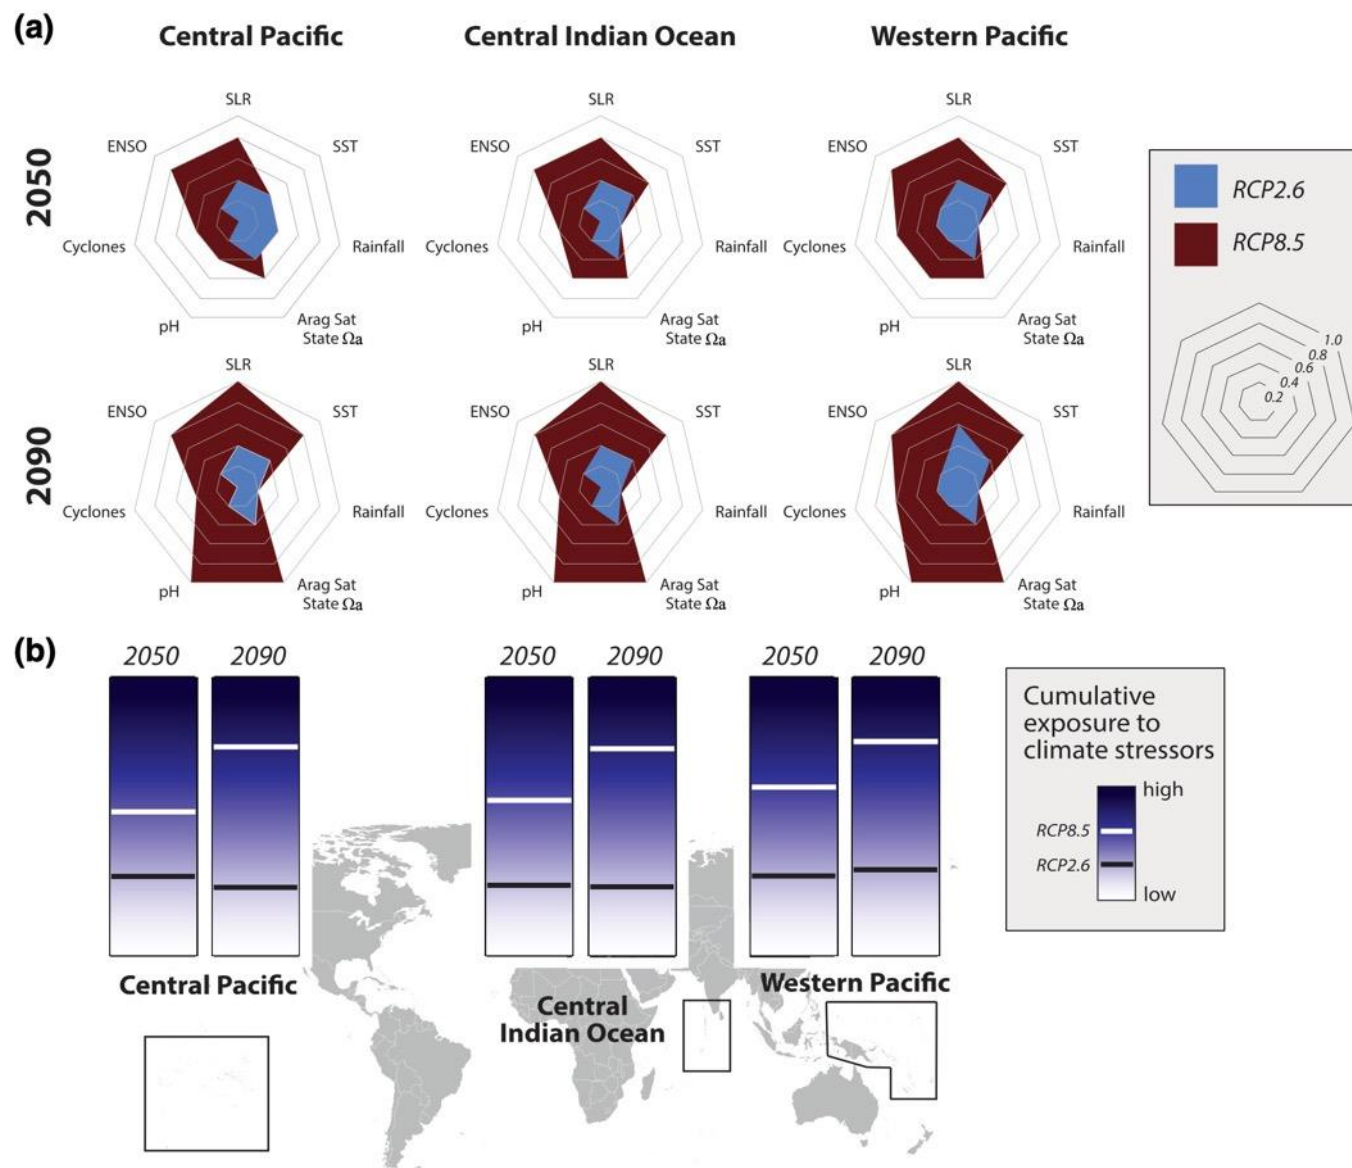 (a)
Central Pacific
Central Indian Ocean
Western Pacific
2050
SLR
ENSO
SST
Cyclones
Rainfall
pH
Arag Sat
State Ωa
SLR
ENSO
SST
Cyclones
Rainfall
pH
Arag Sat
State Ωa
SLR
ENSO
SST
Cyclones
Rainfall
pH
Arag Sat
State Ωa
RCP2.6
RCP8.5
1.0
0.8
0.6
0.4
0.2
2090
SLR
ENSO
SST
Cyclones
Rainfall
pH
Arag Sat
State Ωa
SLR
ENSO
SST
Cyclones
Rainfall
pH
Arag Sat
State Ωa
SLR
ENSO
SST
Cyclones
Rainfall
pH
Arag Sat
State Ωa
(b)
2050 2090
2050 2090
2050 2090
Cumulative
exposure to
climate stressors
high
RCP8.5
RCP2.6
low
Central Pacific
Central
Indian Ocean
Western Pacific